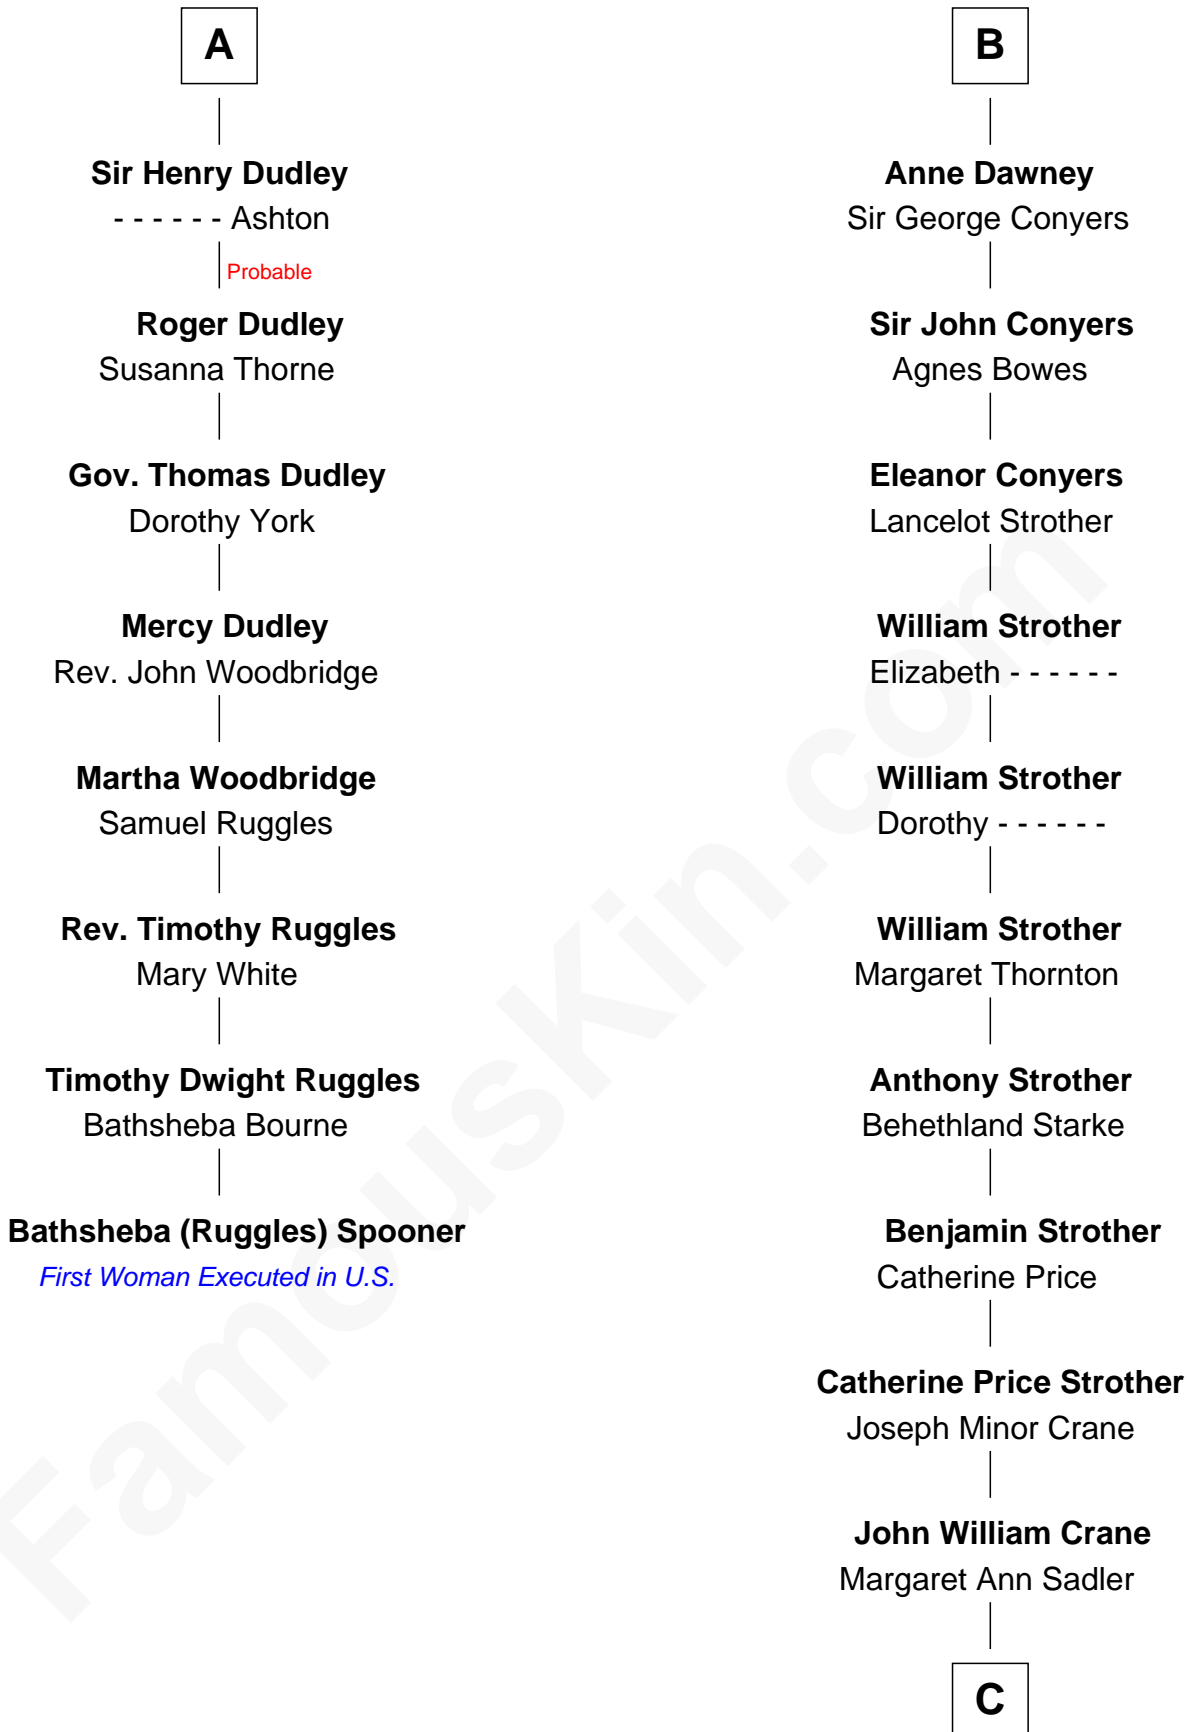 A
Sir Henry Dudley
- - - - - - Ashton
Probable
Roger Dudley
Susanna Thorne
Gov. Thomas Dudley
Dorothy York
Mercy Dudley
Rev. John Woodbridge
Martha Woodbridge
Samuel Ruggles
Rev. Timothy Ruggles
Mary White
Timothy Dwight Ruggles
Bathsheba Bourne
Bathsheba (Ruggles) Spooner
First Woman Executed in U.S.
B
Anne Dawney
Sir George Conyers
Sir John Conyers
Agnes Bowes
Eleanor Conyers
Lancelot Strother
William Strother
Elizabeth - - - - - -
William Strother
Dorothy - - - - - -
William Strother
Margaret Thornton
Anthony Strother
Behethland Starke
Benjamin Strother
Catherine Price
Catherine Price Strother
Joseph Minor Crane
John William Crane
Margaret Ann Sadler
C
FamousKin.com